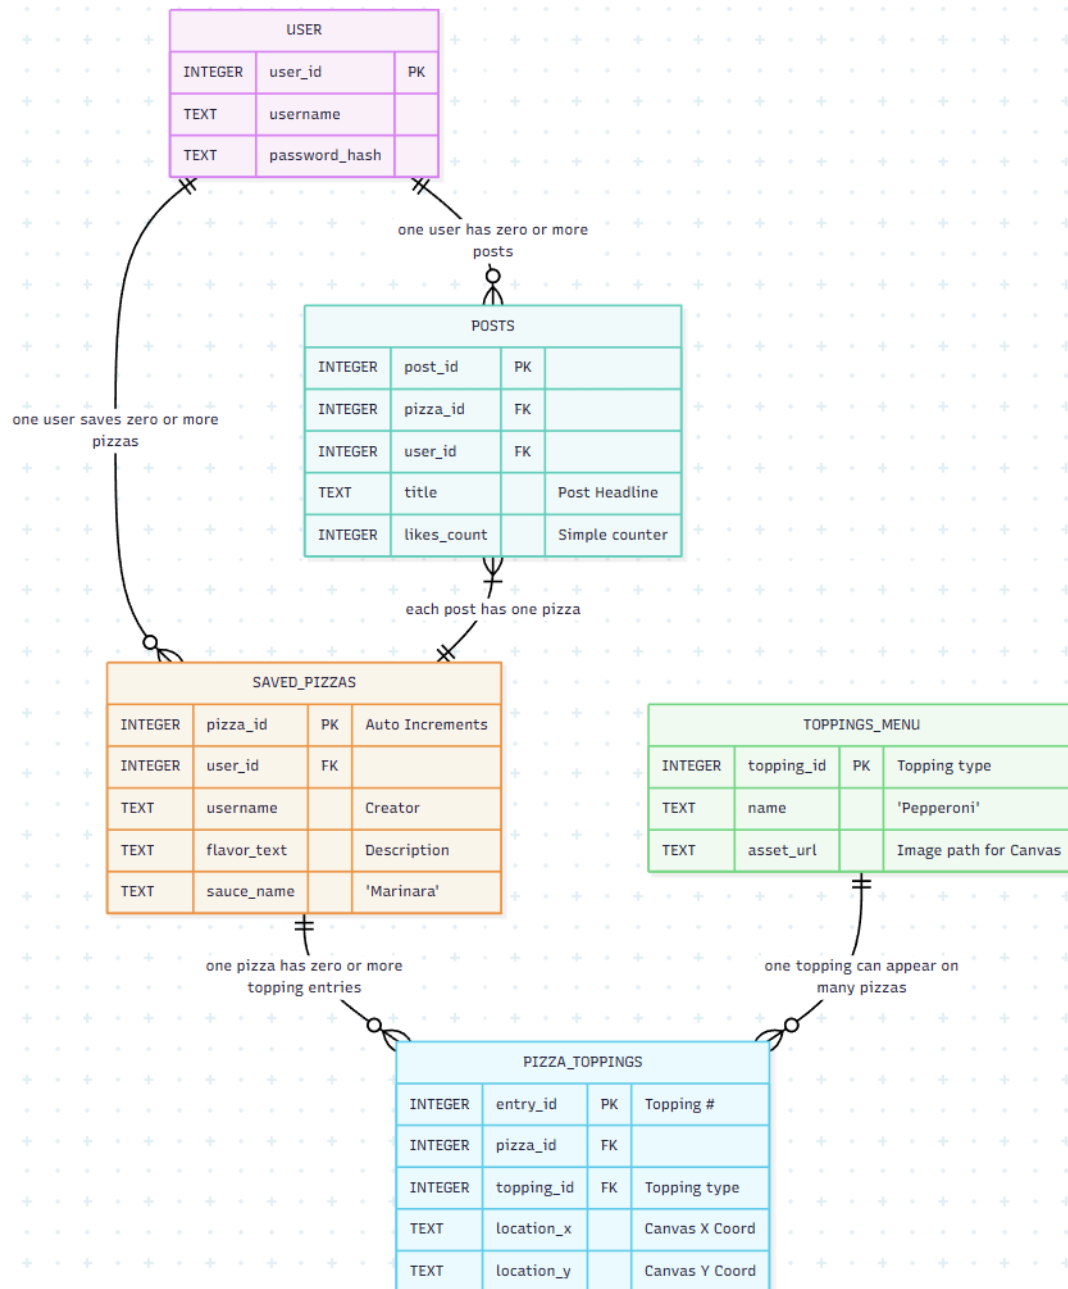 USER
INTEGER user_id PK
TEXT username
TEXT password_hash
one user has zero or more
posts
POSTS
INTEGER post_id PK
INTEGER pizza_id FK
INTEGER user_id FK
TEXT title Post Headline
INTEGER likes_count Simple counter
one user saves zero or more
pizzas
each post has one pizza
SAVED_PIZZAS
INTEGER pizza_id PK Auto Increments
INTEGER user_id FK
TEXT username Creator
TEXT flavor_text Description
TEXT sauce_name 'Marinara'
TOPPINGS_MENU
INTEGER topping_id PK Topping type
TEXT name 'Pepperoni'
TEXT asset_url Image path for Canvas
one pizza has zero or more
topping entries
one topping can appear on
many pizzas
PIZZA_TOPPINGS
INTEGER entry_id PK Topping #
INTEGER pizza_id FK
INTEGER topping_id FK Topping type
TEXT location_x Canvas X Coord
TEXT location_y Canvas Y Coord